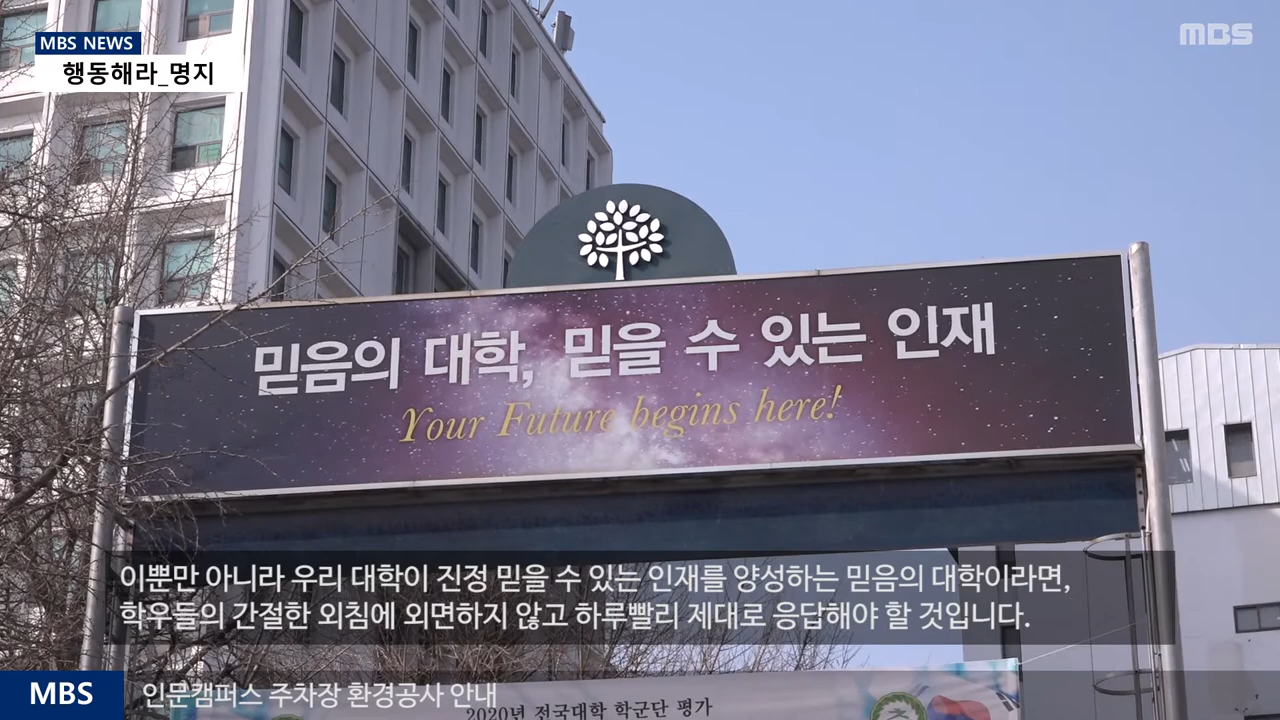 MBS NEWS
행동해라_명지
MBS
믿음의 대학, 믿을 수 있는 인재
Your Future begins here!
이뿐만 아니라 우리 대학이 진정 믿을 수 있는 인재를 양성하는 믿음의 대학이라면,
학우들의 간절한 외침에 외면하지 않고 하루빨리 제대로 응답해야 할 것입니다.
MBS
인문캠퍼스 주차장 환경공사 안내
2020년 전국대학 학군단 평가